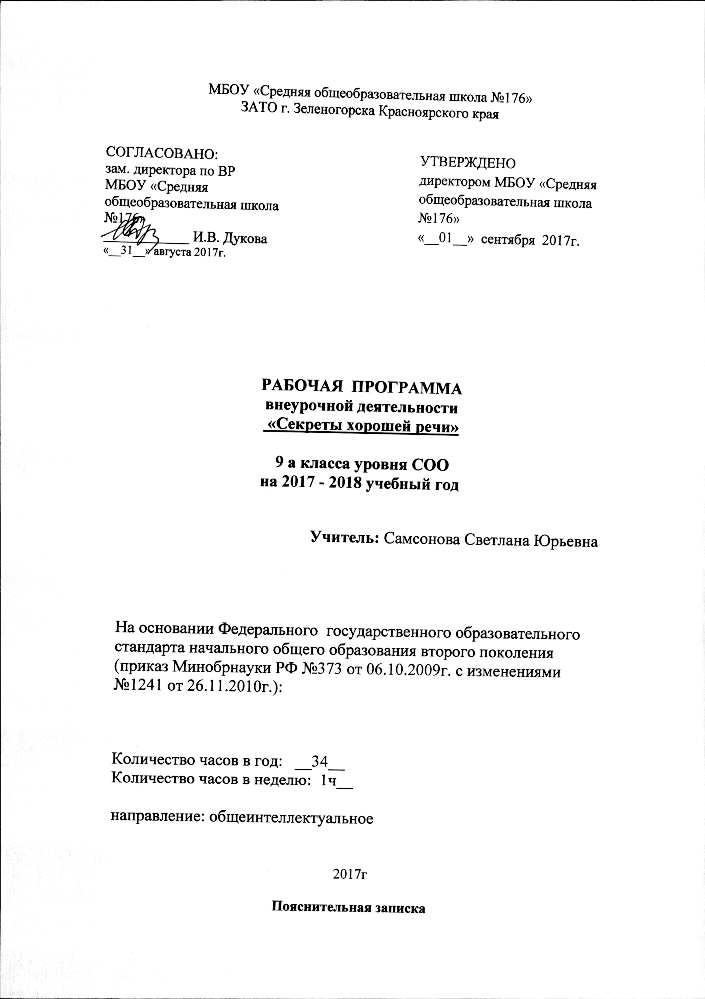 МБОУ «Средняя общеобразовательная школа №176»
ЗАТО г. Зеленогорска Красноярского края
СОГЛАСОВАНО:
зам. директора по ВР
МБОУ «Средняя
общеобразовательная школа
№176»
____________ И.В. Дукова
«__31__» августа 2017г.
УТВЕРЖДЕНО
директором МБОУ «Средняя
общеобразовательная школа
№176»
«__01__» сентября 2017г.
РАБОЧАЯ ПРОГРАММА
внеурочной деятельности
«Секреты хорошей речи»
9 а класса уровня СОО
на 2017 - 2018 учебный год
Учитель: Самсонова Светлана Юрьевна
На основании Федерального государственного образовательного
стандарта начального общего образования второго поколения
(приказ Минобрнауки РФ №373 от 06.10.2009г. с изменениями
№1241 от 26.11.2010г.):
Количество часов в год: __34__
Количество часов в неделю: 1ч__
направление: общеинтеллектуальное
2017г
Пояснительная записка